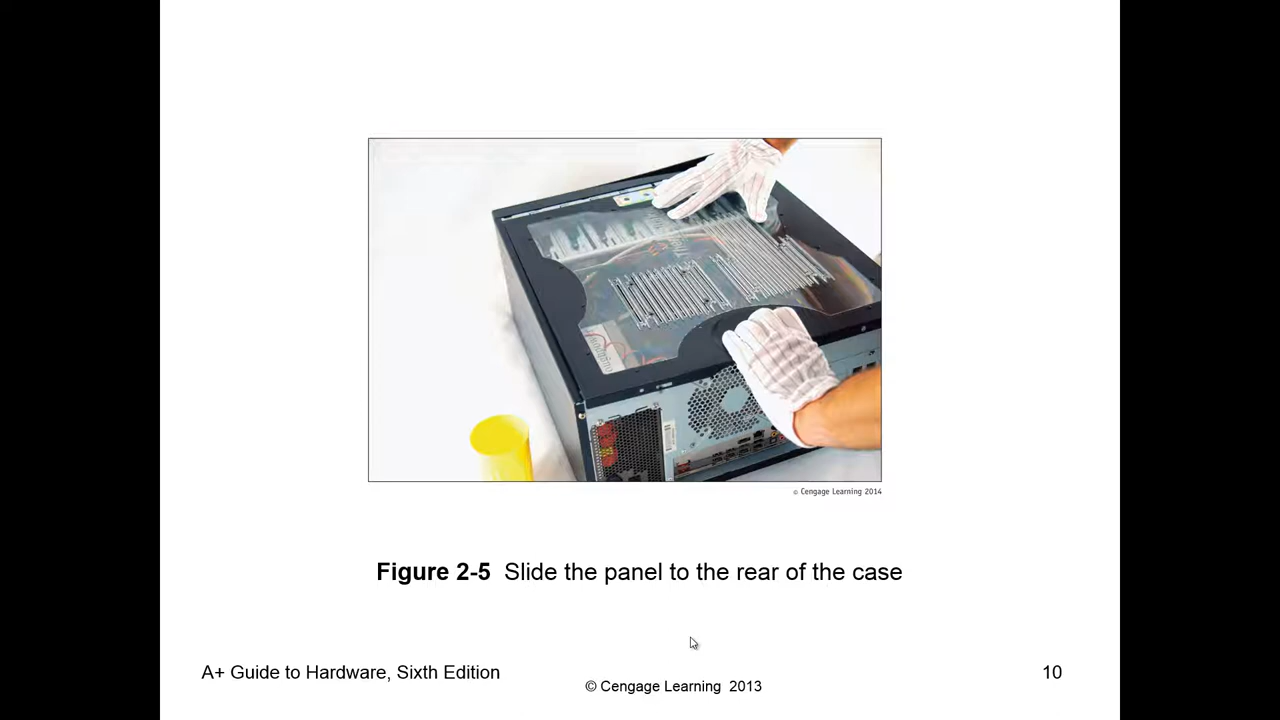 © Cengage Learning 2014
Figure 2-5 Slide the panel to the rear of the case
A+ Guide to Hardware, Sixth Edition
© Cengage Learning 2013
10